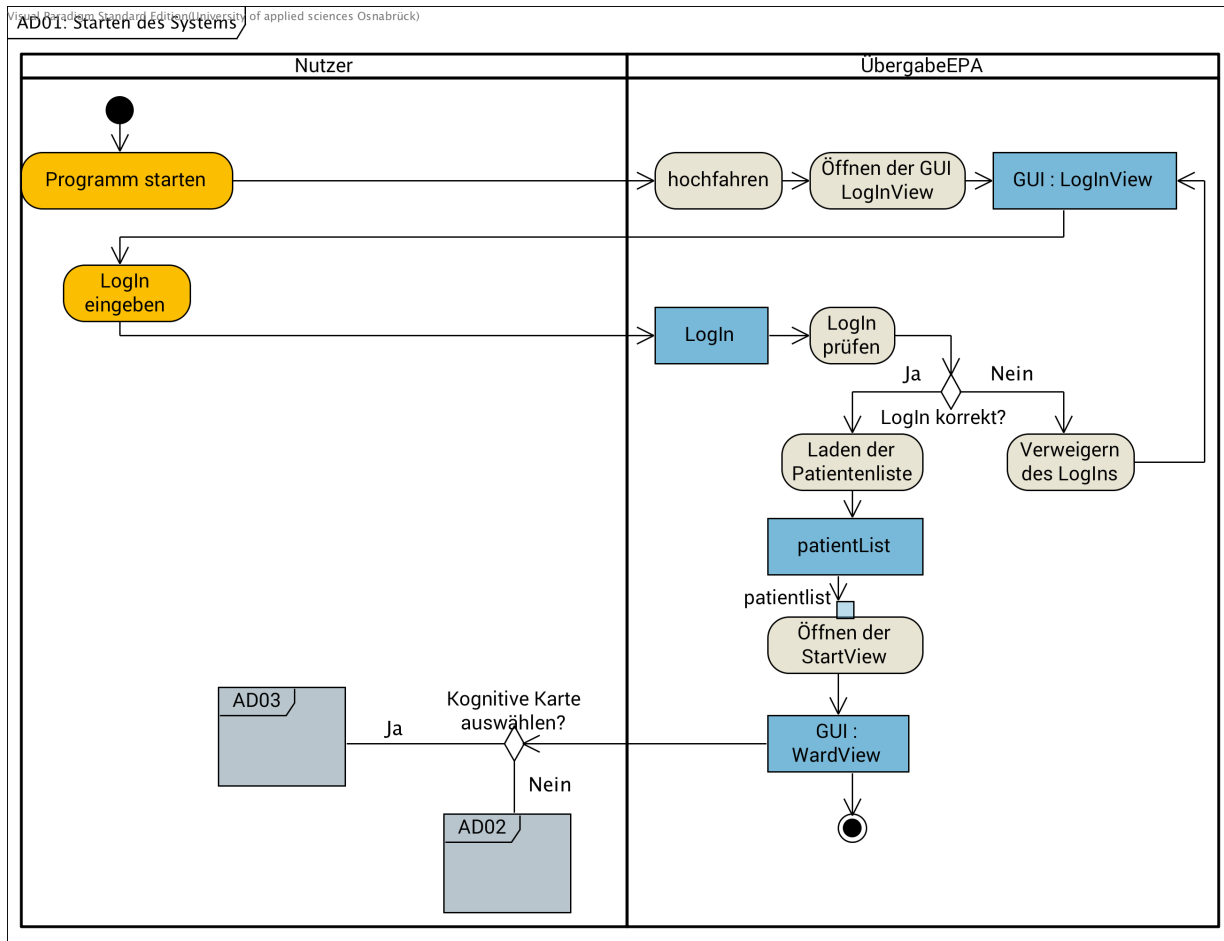 Visual Paradigm Standard Edition(University of applied sciences Osnabrück)
AD01: Starten des Systems
Nutzer
ÜbergabeEPA
Programm starten
hochfahren
Öffnen der GUI
LogInView
GUI : LogInView
LogIn
eingeben
LogIn
LogIn
prüfen
Ja
Nein
LogIn korrekt?
Laden der
Patientenliste
Verweigern
des LogIns
patientList
patientlist
Öffnen der
StartView
AD03
Ja
Kognitive Karte
auswählen?
GUI :
WardView
Nein
AD02